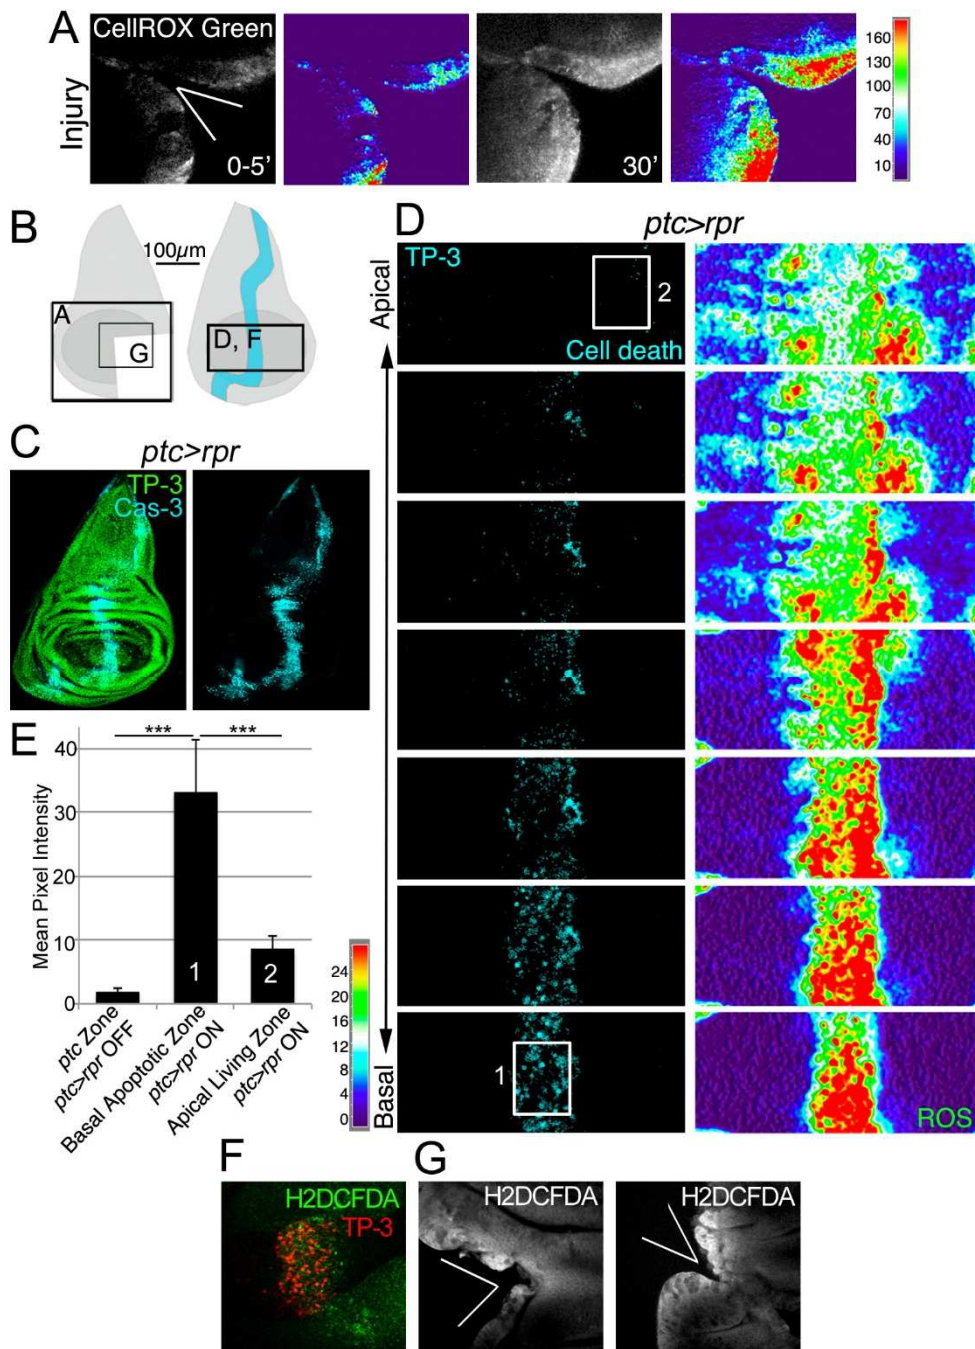 A
CellROX Green
Injury
0-5'
30'
160
130
100
70
40
10
B
100µm
A
G
D, F
C
ptc>rpr
TP-3
Cas-3
D
ptc>rpr
TP-3
2
Cell death
Apical
Basal
1
ROS
E
***
***
Mean Pixel Intensity
40
30
20
10
0
1
2
ptc Zone
ptc>rpr OFF
Basal Apoptotic Zone
ptc>rpr ON
Apical Living Zone
ptc>rpr ON
24
20
16
12
8
4
0
F
H2DCFDA
TP-3
G
H2DCFDA
H2DCFDA